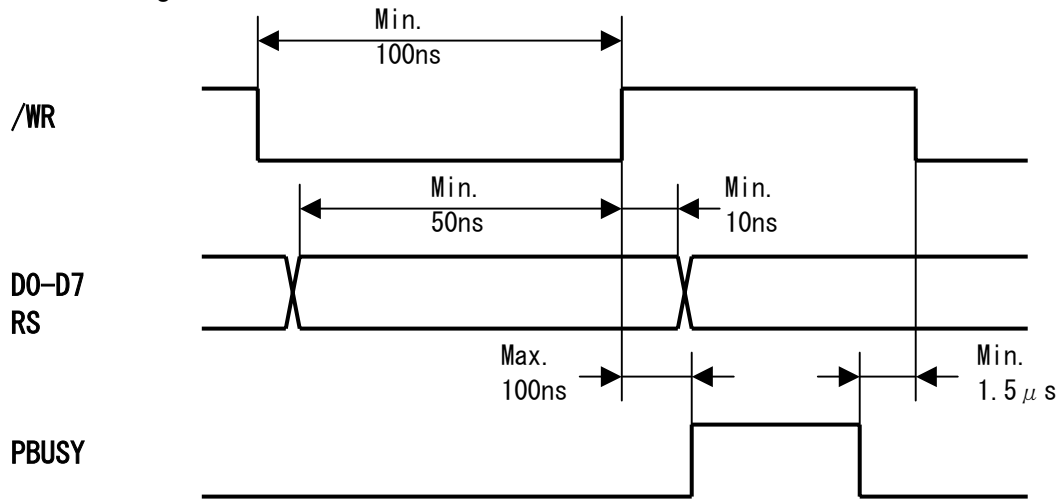 Min.
100ns
/WR
Min.
50ns
Min.
10ns
D0-D7
RS
Max.
100ns
Min.
1.5μs
PBUSY